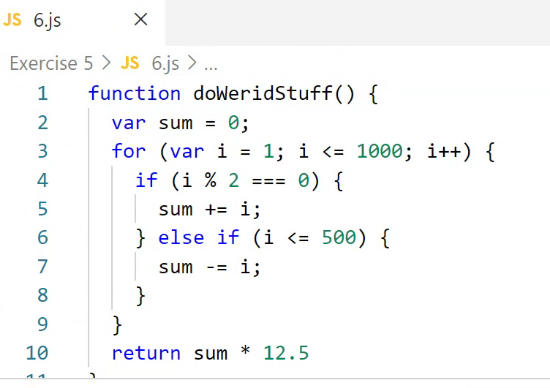 JS 6.js ×
Exercise 5 > JS 6.js > ...
1 function doWeridStuff() {
2 var sum = 0;
3 for (var i = 1; i <= 1000; i++) {
4 if (i % 2 === 0) {
5 sum += i;
6 } else if (i <= 500) {
7 sum -= i;
8 }
9 }
10 return sum * 12.5
11 }